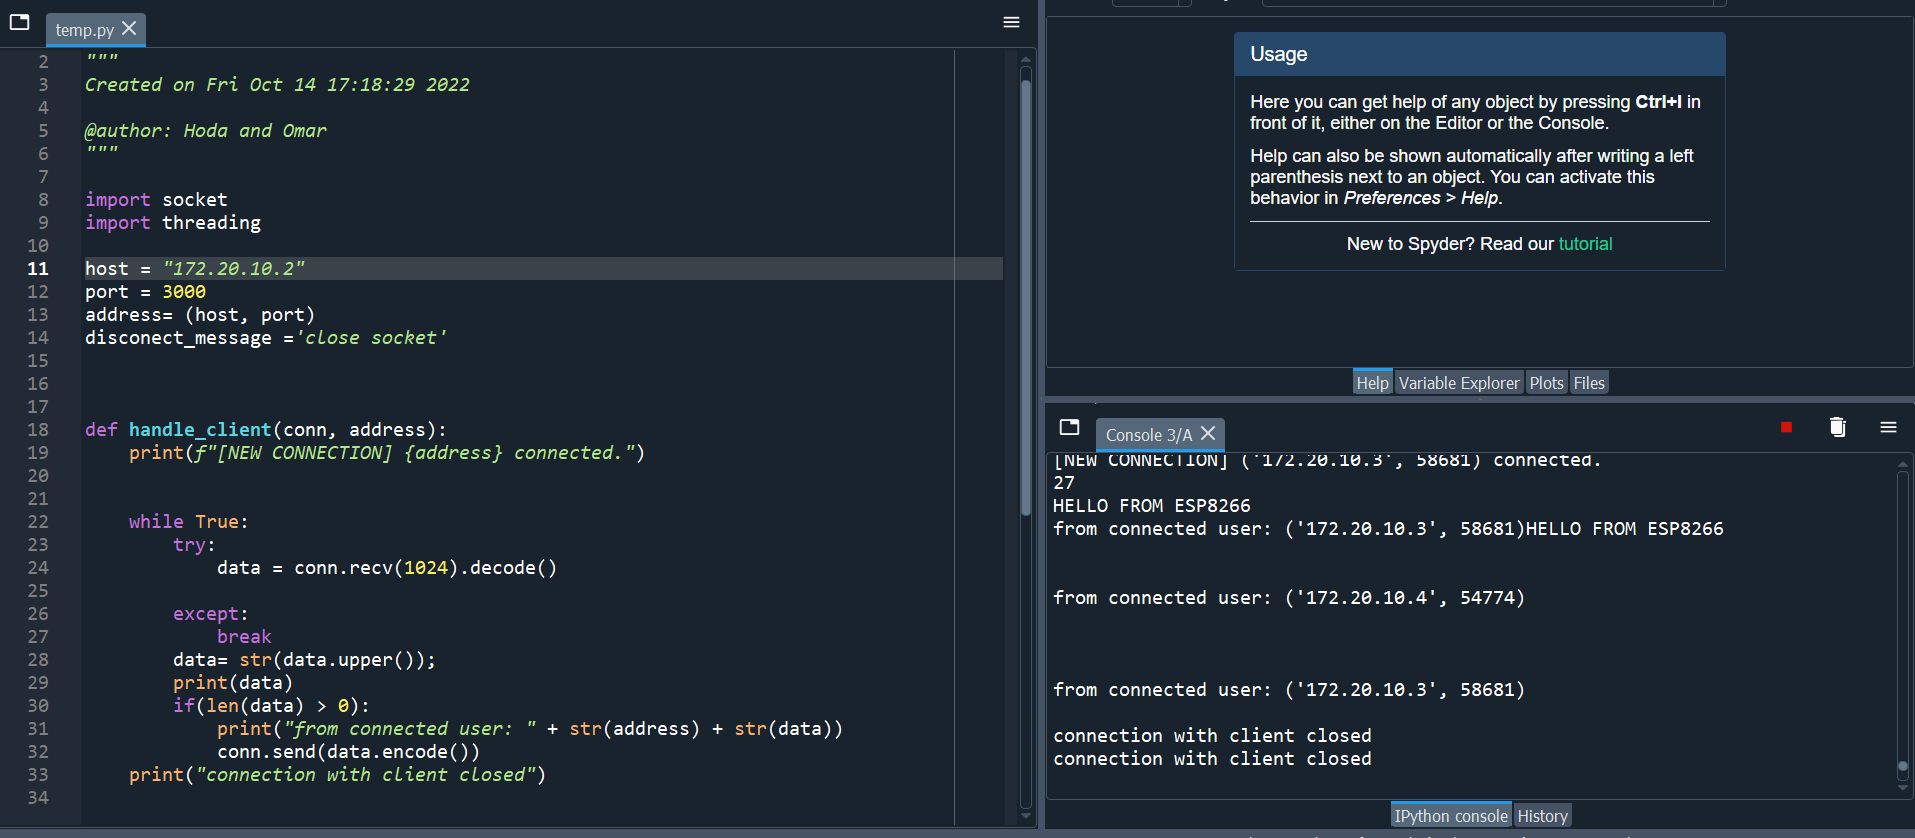 temp.py
2 """
3 Created on Fri Oct 14 17:18:29 2022
4
5 @author: Hoda and Omar
6 """
7
8 import socket
9 import threading
10
11 host = "172.20.10.2"
12 port = 3000
13 address= (host, port)
14 disconect_message ='close socket'
15
16
17
18 def handle_client(conn, address):
19     print(f"[NEW CONNECTION] {address} connected.")
20
21
22     while True:
23         try:
24             data = conn.recv(1024).decode()
25
26         except:
27             break
28         data= str(data.upper());
29         print(data)
30         if(len(data) > 0):
31             print("from connected user: " + str(address) + str(data))
32             conn.send(data.encode())
33     print("connection with client closed")
34
Usage
Here you can get help of any object by pressing Ctrl+I in
front of it, either on the Editor or the Console.
Help can also be shown automatically after writing a left
parenthesis next to an object. You can activate this
behavior in Preferences > Help.
New to Spyder? Read our tutorial
Help Variable Explorer Plots Files
Console 3/A
[NEW CONNECTION] ('172.20.10.3', 58681) connected.
27
HELLO FROM ESP8266
from connected user: ('172.20.10.3', 58681)HELLO FROM ESP8266
from connected user: ('172.20.10.4', 54774)
from connected user: ('172.20.10.3', 58681)
connection with client closed
connection with client closed
IPython console History